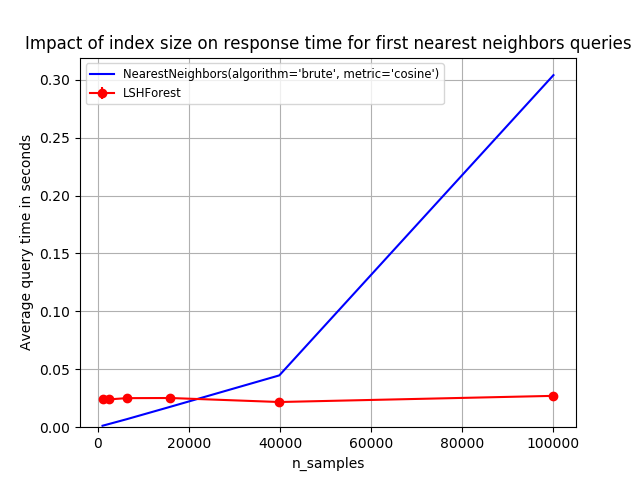 Impact of index size on response time for first nearest neighbors queries
NearestNeighbors(algorithm='brute', metric='cosine')
LSHForest
Average query time in seconds
0.30
0.25
0.20
0.15
0.10
0.05
0.00
0 20000 40000 60000 80000 100000
n_samples